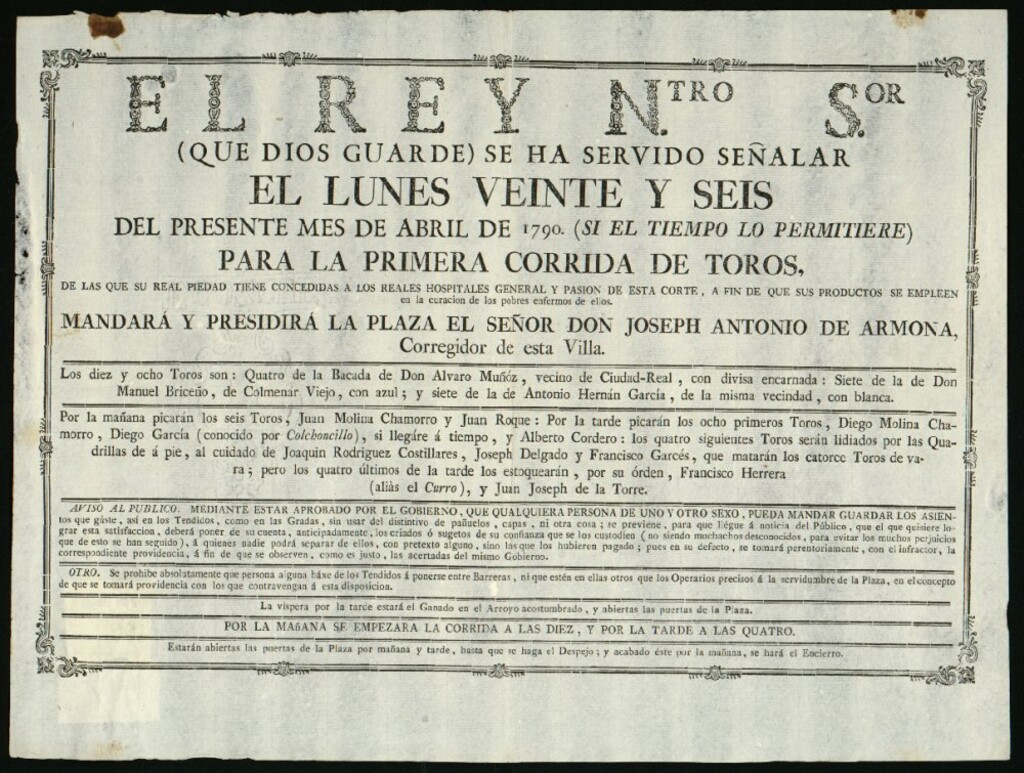 EL REY N.TRO S.OR
(QUE DIOS GUARDE) SE HA SERVIDO SEÑALAR
EL LUNES VEINTE Y SEIS
DEL PRESENTE MES DE ABRIL DE 1790. (SI EL TIEMPO LO PERMITIERE)
PARA LA PRIMERA CORRIDA DE TOROS,
DE LAS QUE SU REAL PIEDAD TIENE CONCEDIDAS A LOS REALES HOSPITALES GENERAL Y PASION DE ESTA CORTE, A FIN DE QUE SUS PRODUCTOS SE EMPLEEN
en la curacion de los pobres enfermos de ellos.
MANDARÁ Y PRESIDIRÁ LA PLAZA EL SEÑOR DON JOSEPH ANTONIO DE ARMONA,
Corregidor de esta Villa.
Los diez y ocho Toros son: Quatro de la Bacada de Don Alvaro Muñóz, vecino de Ciudad-Real, con divisa encarnada: Siete de la de Don
Manuel Briceño, de Colmenar Viejo, con azul; y siete de la de Antonio Hernán García, de la misma vecindad, con blanca.
Por la mañana picarán los seis Toros, Juan Molina Chamorro y Juan Roque: Por la tarde picarán los ocho primeros Toros, Diego Molina Cha-
morro, Diego García (conocido por Colchoncillo), si llegáre á tiempo, y Alberto Cordero: los quatro siguientes Toros serán lidiados por las Qua-
drillas de á pie, al cuidado de Joaquin Rodriguez Costillares, Joseph Delgado y Francisco Garcés, que matarán los catorce Toros de va-
ra; pero los quatro últimos de la tarde los estoquearán, por su órden, Francisco Herrera
(aliàs el Curro), y Juan Joseph de la Torre.
AVISO AL PUBLICO. MEDIANTE ESTAR APROBADO POR EL GOBIERNO, QUE QUALQUIERA PERSONA DE UNO Y OTRO SEXO, PUEDA MANDAR GUARDAR LOS ASIEN-
tos que gúste, así en los Tendidos, como en las Gradas, sin usar del distintivo de pañuelos, capas, ni otra cosa; se previene, para que llégue á noticia del Público, que el que quisiere lo-
grar esta satisfaccion, deberá poner de su cuenta, anticipadamente, los criados ó sugetos de su confianza que se los custodien (no siendo muchachos desconocidos, para evitar los muchos perjuicios
que de esto se han seguido), á quienes nadie podrá separar de ellos, con pretexto alguno, sino las que los hubieren pagado; pues en su defecto, se tomará perentoriamente, con el infractor, la
correspondiente providencia, á fin de que se observen, como es justo, las acertadas del mismo Gobierno.
OTRO. Se prohibe absolutamente que persona alguna báxe de los Tendidos á ponerse entre Barreras, ni que estén en ellas otros que los Operarios precisos á la servidumbre de la Plaza, en el concepto
de que se tomará providencia con los que contravengan á esta disposicion.
La víspera por la tarde estará el Ganado en el Arroyo acostumbrado, y abiertas las puertas de la Plaza.
POR LA MAñANA SE EMPEZARA LA CORRIDA A LAS DIEZ, Y POR LA TARDE A LAS QUATRO.
Estarán abiertas las puertas de la Plaza por mañana y tarde, hasta que se haga el Despejo; y acabado éste por la mañana, se hará el Encierro.